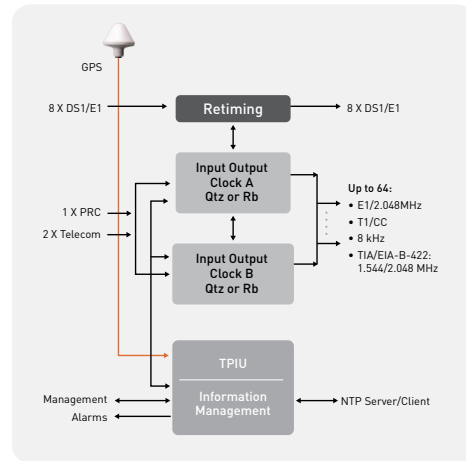 GPS
8 X DS1/E1
Retiming
8 X DS1/E1
Input Output
Clock A
Qtz or Rb
1 X PRC
2 X Telecom
Input Output
Clock B
Qtz or Rb
Up to 64:
• E1/2.048MHz
• T1/CC
• 8 kHz
• TIA/EIA-B-422:
1.544/2.048 MHz
TPIU
Information
Management
Management
Alarms
NTP Server/Client